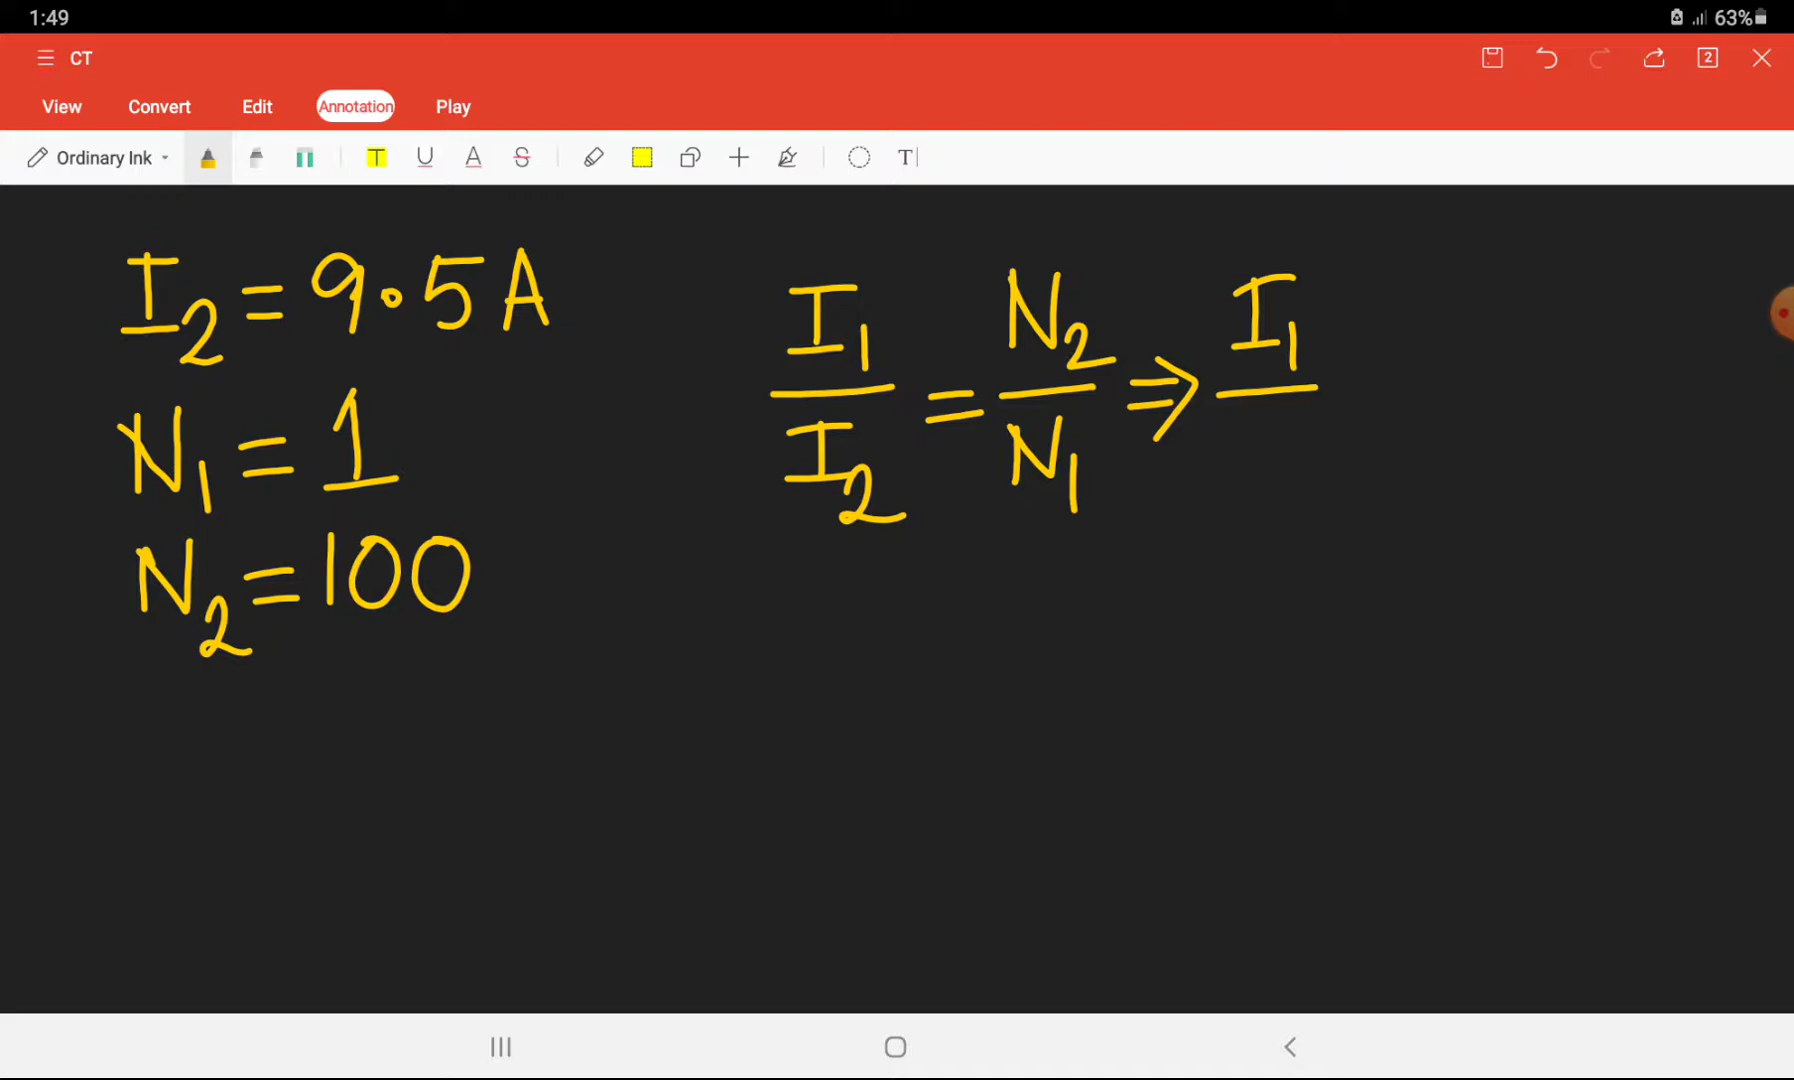 1:49 63%
CT 2
View Convert Edit Annotation Play
Ordinary Ink T U A S T
I₂ = 9.5 A
N₁ = 1
N₂ = 100
I₁/I₂ = N₂/N₁ ⇒ I₁/